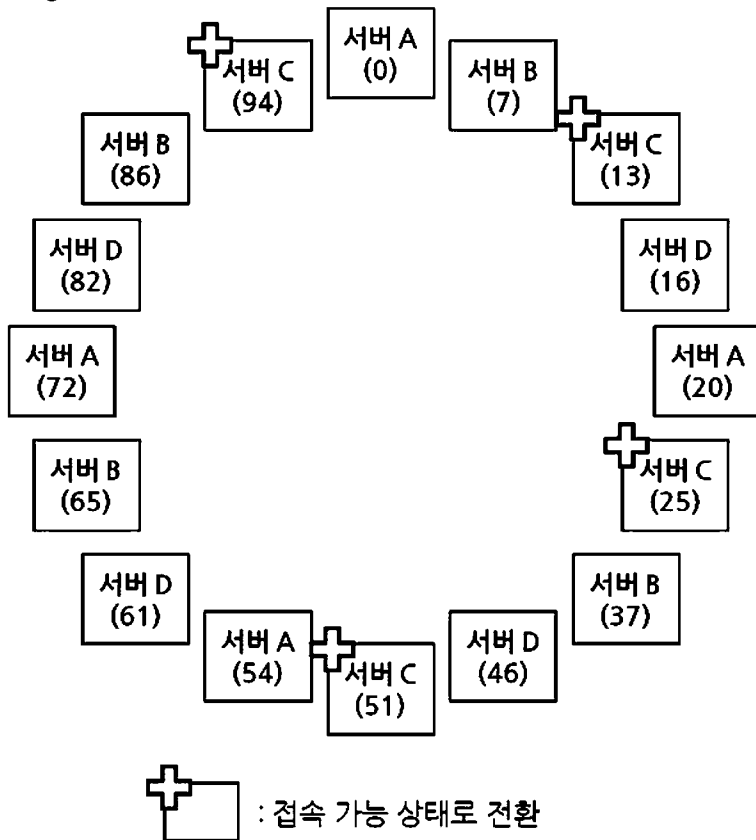 서버 A
(0)
서버 B
(7)
서버 C
(13)
서버 D
(16)
서버 A
(20)
서버 C
(25)
서버 B
(37)
서버 D
(46)
서버 C
(51)
서버 A
(54)
서버 D
(61)
서버 B
(65)
서버 A
(72)
서버 D
(82)
서버 B
(86)
서버 C
(94)
: 접속 가능 상태로 전환